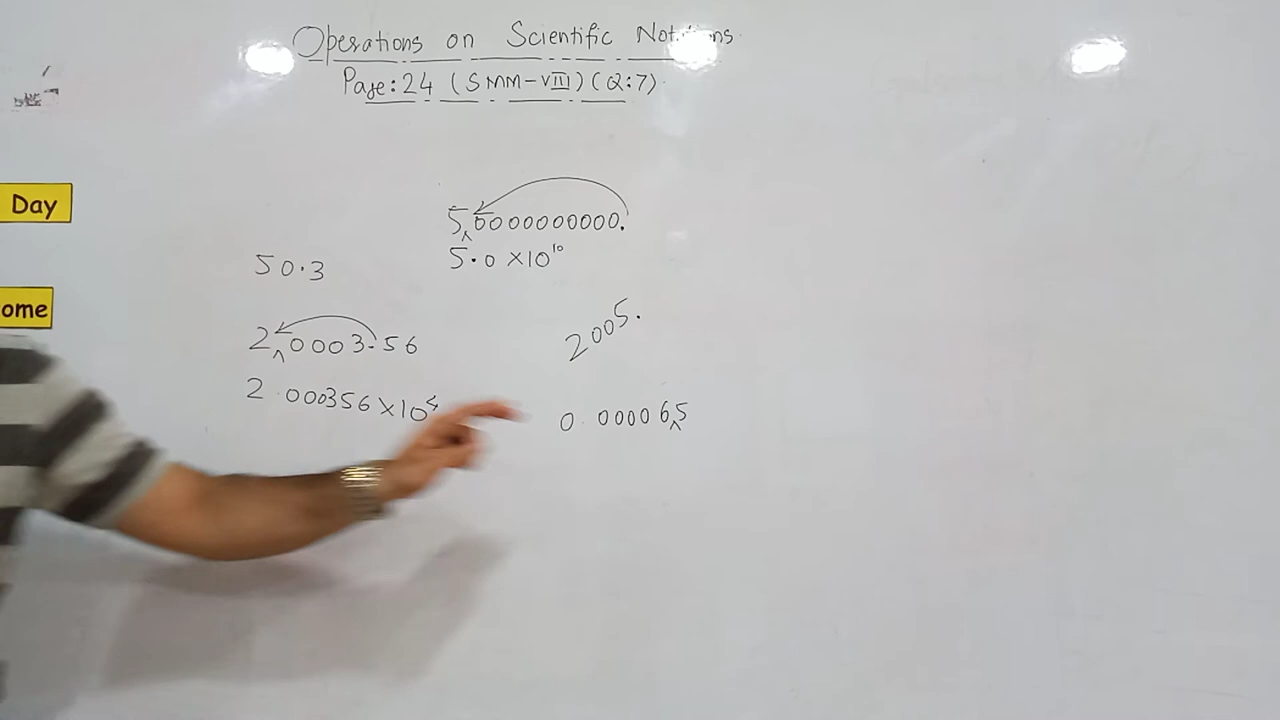 Operations on Scientific Notations
Page:24 (SMM-VIII)(Q:7)
Day
50000000000.
5.0 ×10¹⁰
50.3
ome
20003.56
2005.
2.000356×10⁴
0.000065